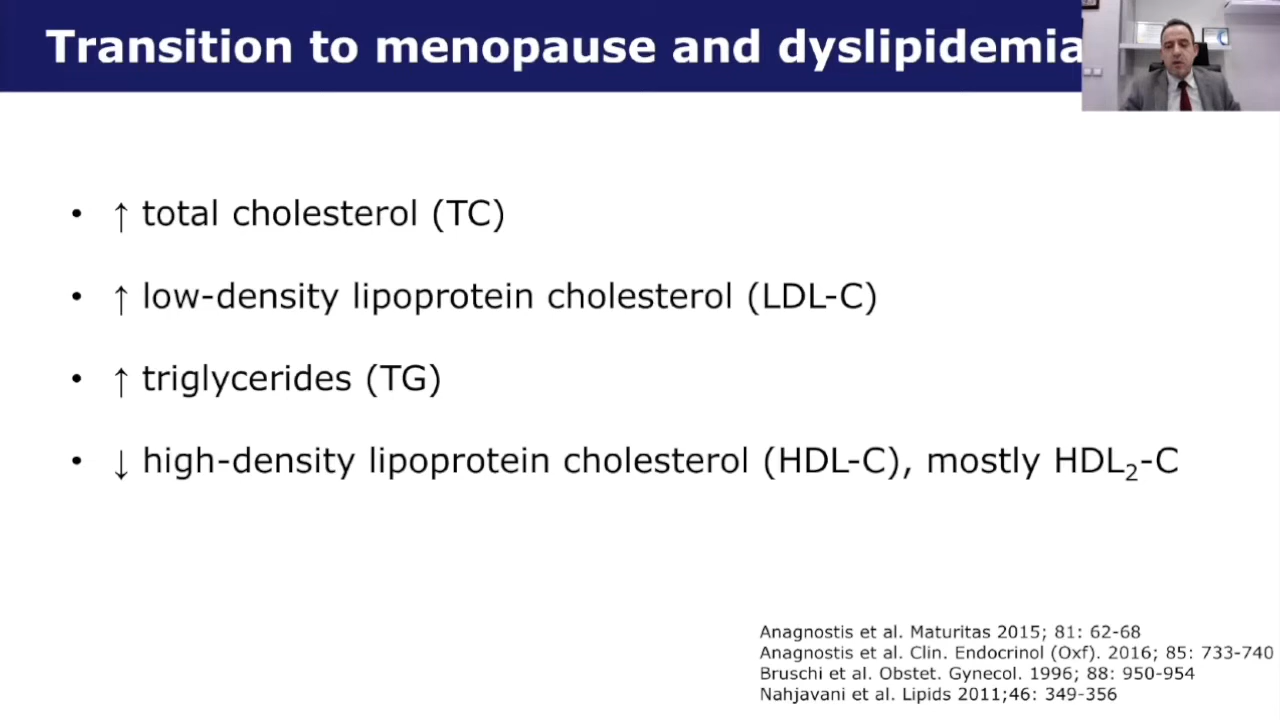 Transition to menopause and dyslipidemia
• ↑ total cholesterol (TC)
• ↑ low-density lipoprotein cholesterol (LDL-C)
• ↑ triglycerides (TG)
• ↓ high-density lipoprotein cholesterol (HDL-C), mostly HDL₂-C
Anagnostis et al. Maturitas 2015; 81: 62-68
Anagnostis et al. Clin. Endocrinol (Oxf). 2016; 85: 733-740
Bruschi et al. Obstet. Gynecol. 1996; 88: 950-954
Nahjavani et al. Lipids 2011;46: 349-356